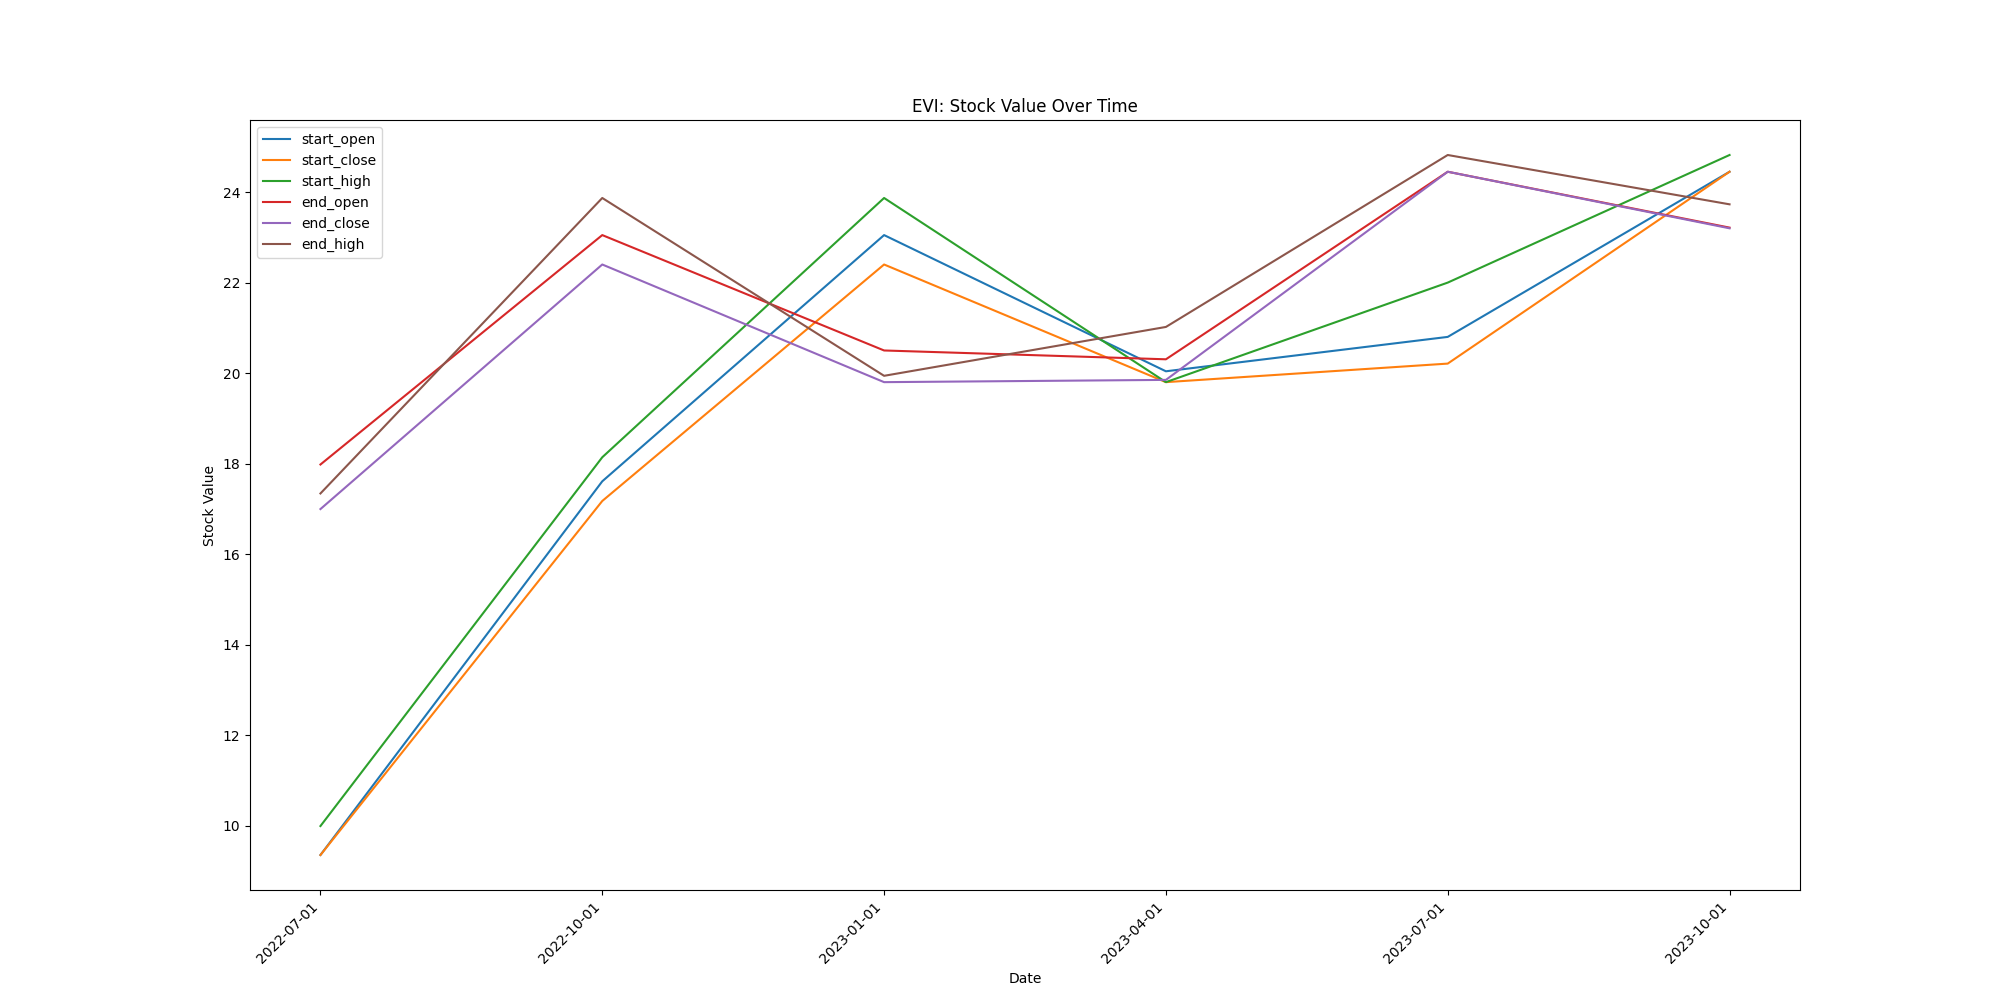 EVI: Stock Value Over Time
start_open
start_close
start_high
end_open
end_close
end_high
24
22
20
18
16
14
12
10
Stock Value
2022-07-01
2022-10-01
2023-01-01
2023-04-01
2023-07-01
2023-10-01
Date